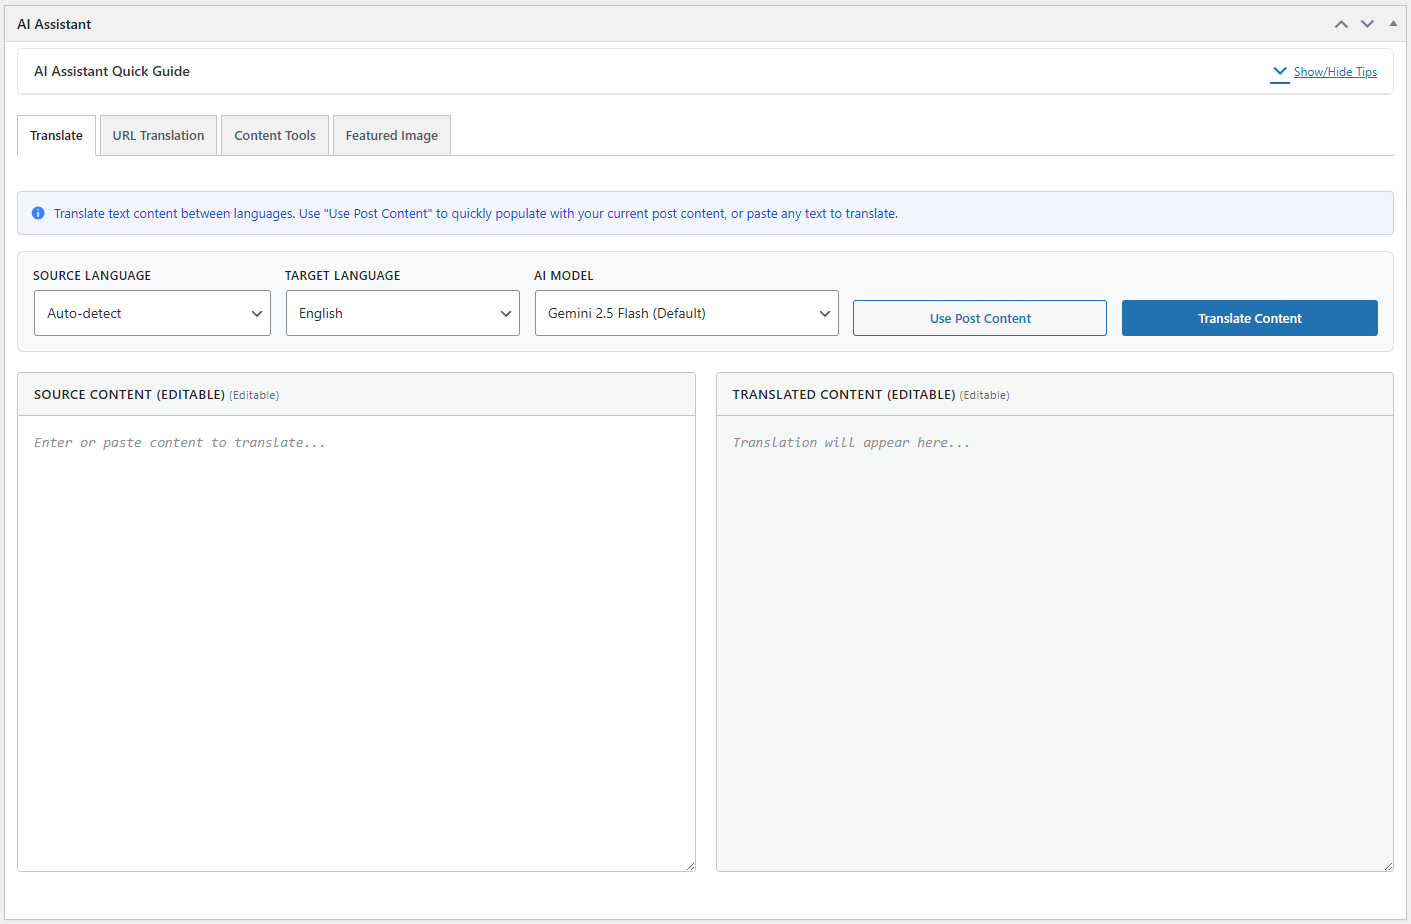 AI Assistant
AI Assistant Quick Guide
Show/Hide Tips
Translate
URL Translation
Content Tools
Featured Image
Translate text content between languages. Use "Use Post Content" to quickly populate with your current post content, or paste any text to translate.
SOURCE LANGUAGE
TARGET LANGUAGE
AI MODEL
Auto-detect
English
Gemini 2.5 Flash (Default)
Use Post Content
Translate Content
SOURCE CONTENT (EDITABLE) (Editable)
Enter or paste content to translate...
TRANSLATED CONTENT (EDITABLE) (Editable)
Translation will appear here...